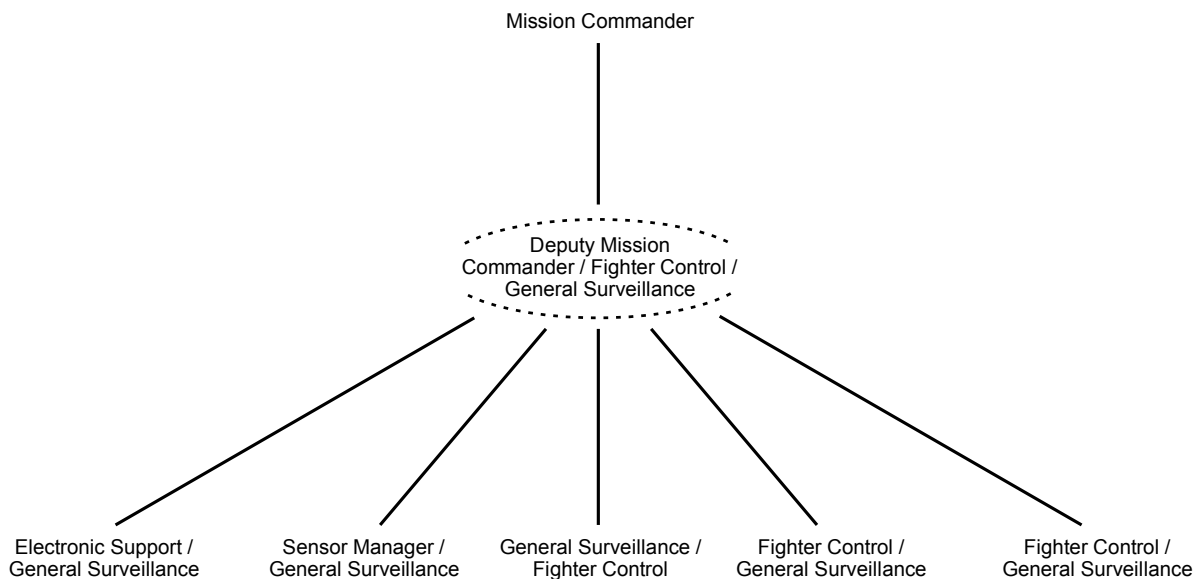 Mission Commander
Deputy Mission
Commander / Fighter Control /
General Surveillance
Electronic Support /
General Surveillance
Sensor Manager /
General Surveillance
General Surveillance /
Fighter Control
Fighter Control /
General Surveillance
Fighter Control /
General Surveillance